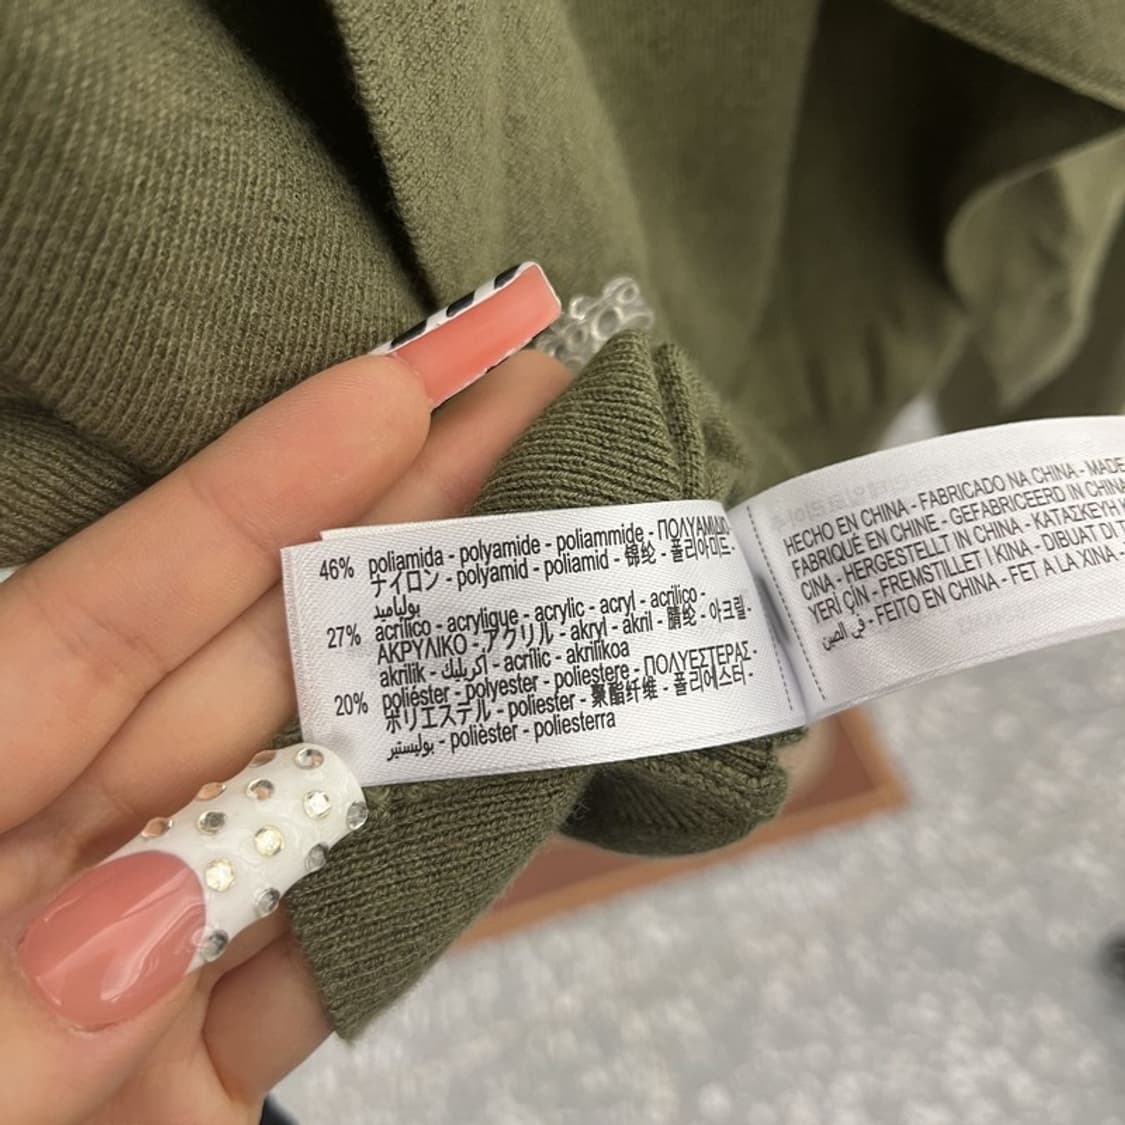 46% poliamida - polyamide - poliammide - ΠΟΛΥΑΜΙΔΙΟ
ナイロン - polyamid - poliamid - 锦纶 - 폴리아미드 -
بولياميد
27% acrílico - acrylique - acrylic - acryl - acrilico -
ΑΚΡΥΛΙΚΟ - アクリル - akryl - akril - 腈纶 - 아크릴 -
akrilik - أكريليك - acrílic - akrilikoa
20% poliéster - polyester - poliestere - ΠΟΛΥΕΣΤΕΡΑΣ -
ポリエステル - poliester - 聚酯纤维 - 폴리에스터 -
بوليستير - polièster - poliesterra
HECHO EN CHINA - FABRICADO NA CHINA - MADE
FABRIQUÉ EN CHINE - GEFABRICEERD IN CHINA
CINA - HERGESTELLT IN CHINA - ΚΑΤΑΣΚΕΥΗ
YERİ ÇİN - FREMSTILLET I KINA - DIBUAT DI
في الصين - FEITO EN CHINA - FET A LA XINA -